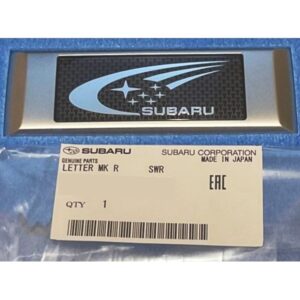 SUBARU
SUBARU SUBARU CORPORATION
GENUINE PARTS MADE IN JAPAN
LETTER MK R SWR
EAC
QTY 1